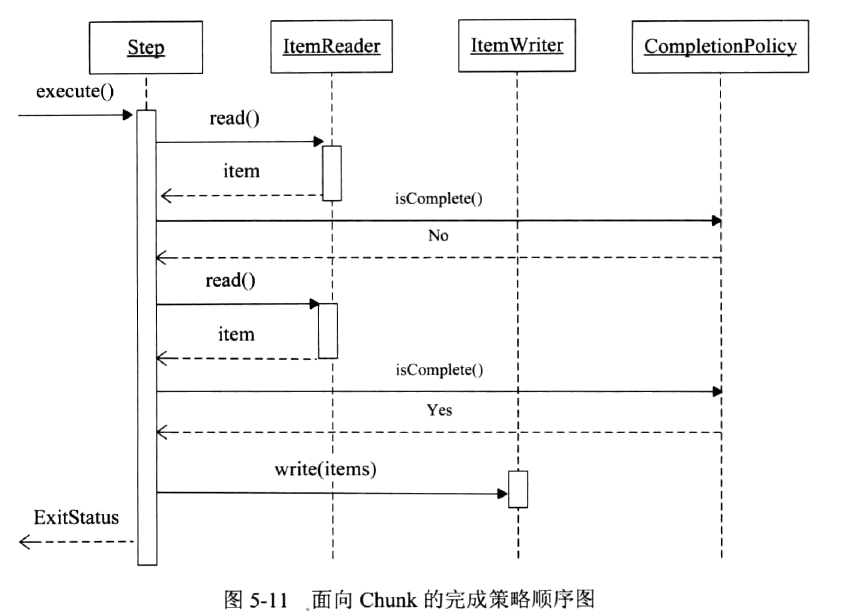 Step ItemReader ItemWriter CompletionPolicy
execute()
read()
item
isComplete()
No
read()
item
isComplete()
Yes
write(items)
ExitStatus
图 5-11 面向 Chunk 的完成策略顺序图